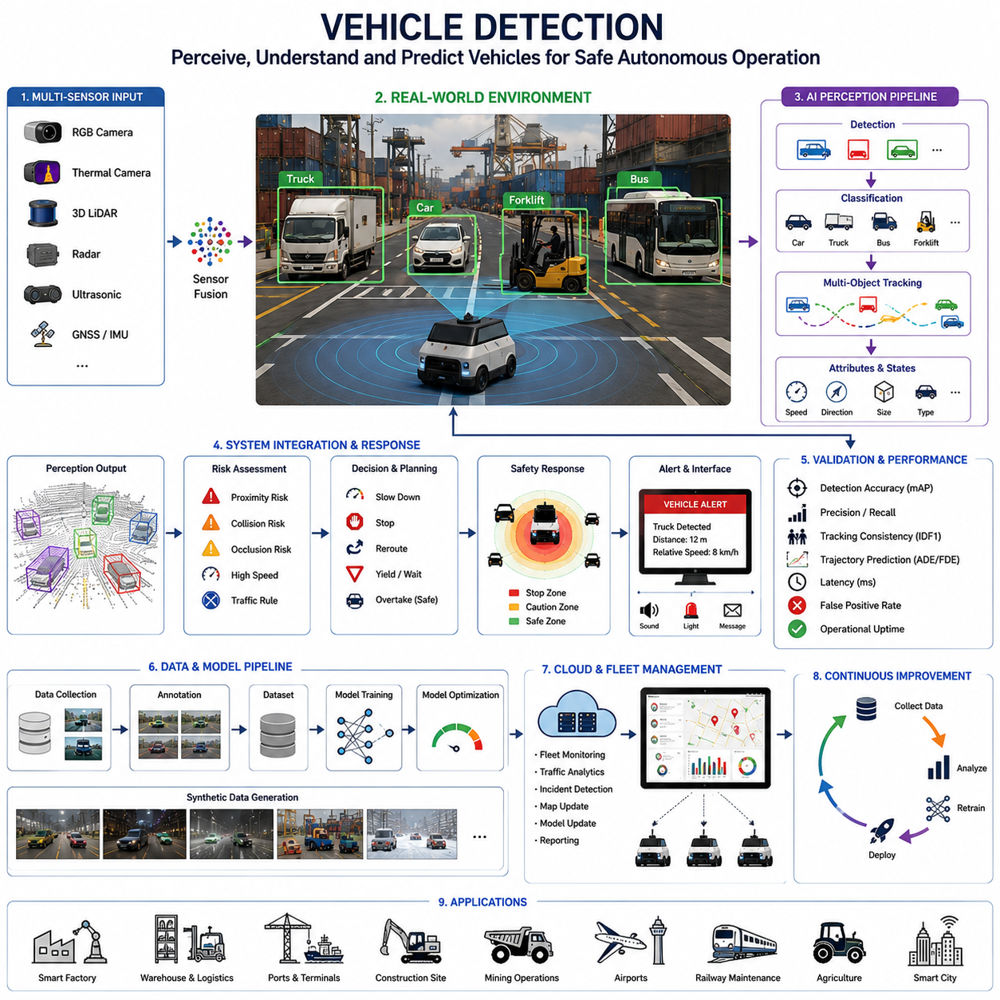 VEHICLE DETECTION
Perceive, Understand and Predict Vehicles for Safe Autonomous Operation
1. MULTI-SENSOR INPUT
RGB Camera
Thermal Camera
3D LiDAR
Radar
Ultrasonic
GNSS / IMU
...
Sensor
Fusion
2. REAL-WORLD ENVIRONMENT
Truck
Car
Forklift
Bus
3. AI PERCEPTION PIPELINE
Detection
...
Classification
...
Car
Truck
Bus
Forklift
Multi-Object Tracking
Attributes & States
...
Speed
Direction
Size
Type
4. SYSTEM INTEGRATION & RESPONSE
Perception Output
Risk Assessment
Proximity Risk
Collision Risk
Occlusion Risk
High Speed
Traffic Rule
Decision & Planning
Slow Down
Stop
Reroute
Yield / Wait
Overtake (Safe)
Safety Response
Stop Zone
Caution Zone
Safe Zone
Alert & Interface
VEHICLE ALERT
Truck Detected
Distance: 12 m
Relative Speed: 8 km/h
Sound
Light
Message
5. VALIDATION & PERFORMANCE
Detection Accuracy (mAP)
Precision / Recall
Tracking Consistency (IDF1)
Trajectory Prediction (ADE/FDE)
Latency (ms)
False Positive Rate
Operational Uptime
6. DATA & MODEL PIPELINE
Data Collection
Annotation
Dataset
Model Training
Model Optimization
Synthetic Data Generation
...
7. CLOUD & FLEET MANAGEMENT
· Fleet Monitoring
· Traffic Analytics
· Incident Detection
· Map Update
· Model Update
· Reporting
8. CONTINUOUS IMPROVEMENT
Collect Data
Analyze
Retrain
Deploy
9. APPLICATIONS
Smart Factory
Warehouse & Logistics
Ports & Terminals
Construction Site
Mining Operations
Airports
Railway Maintenance
Agriculture
Smart City